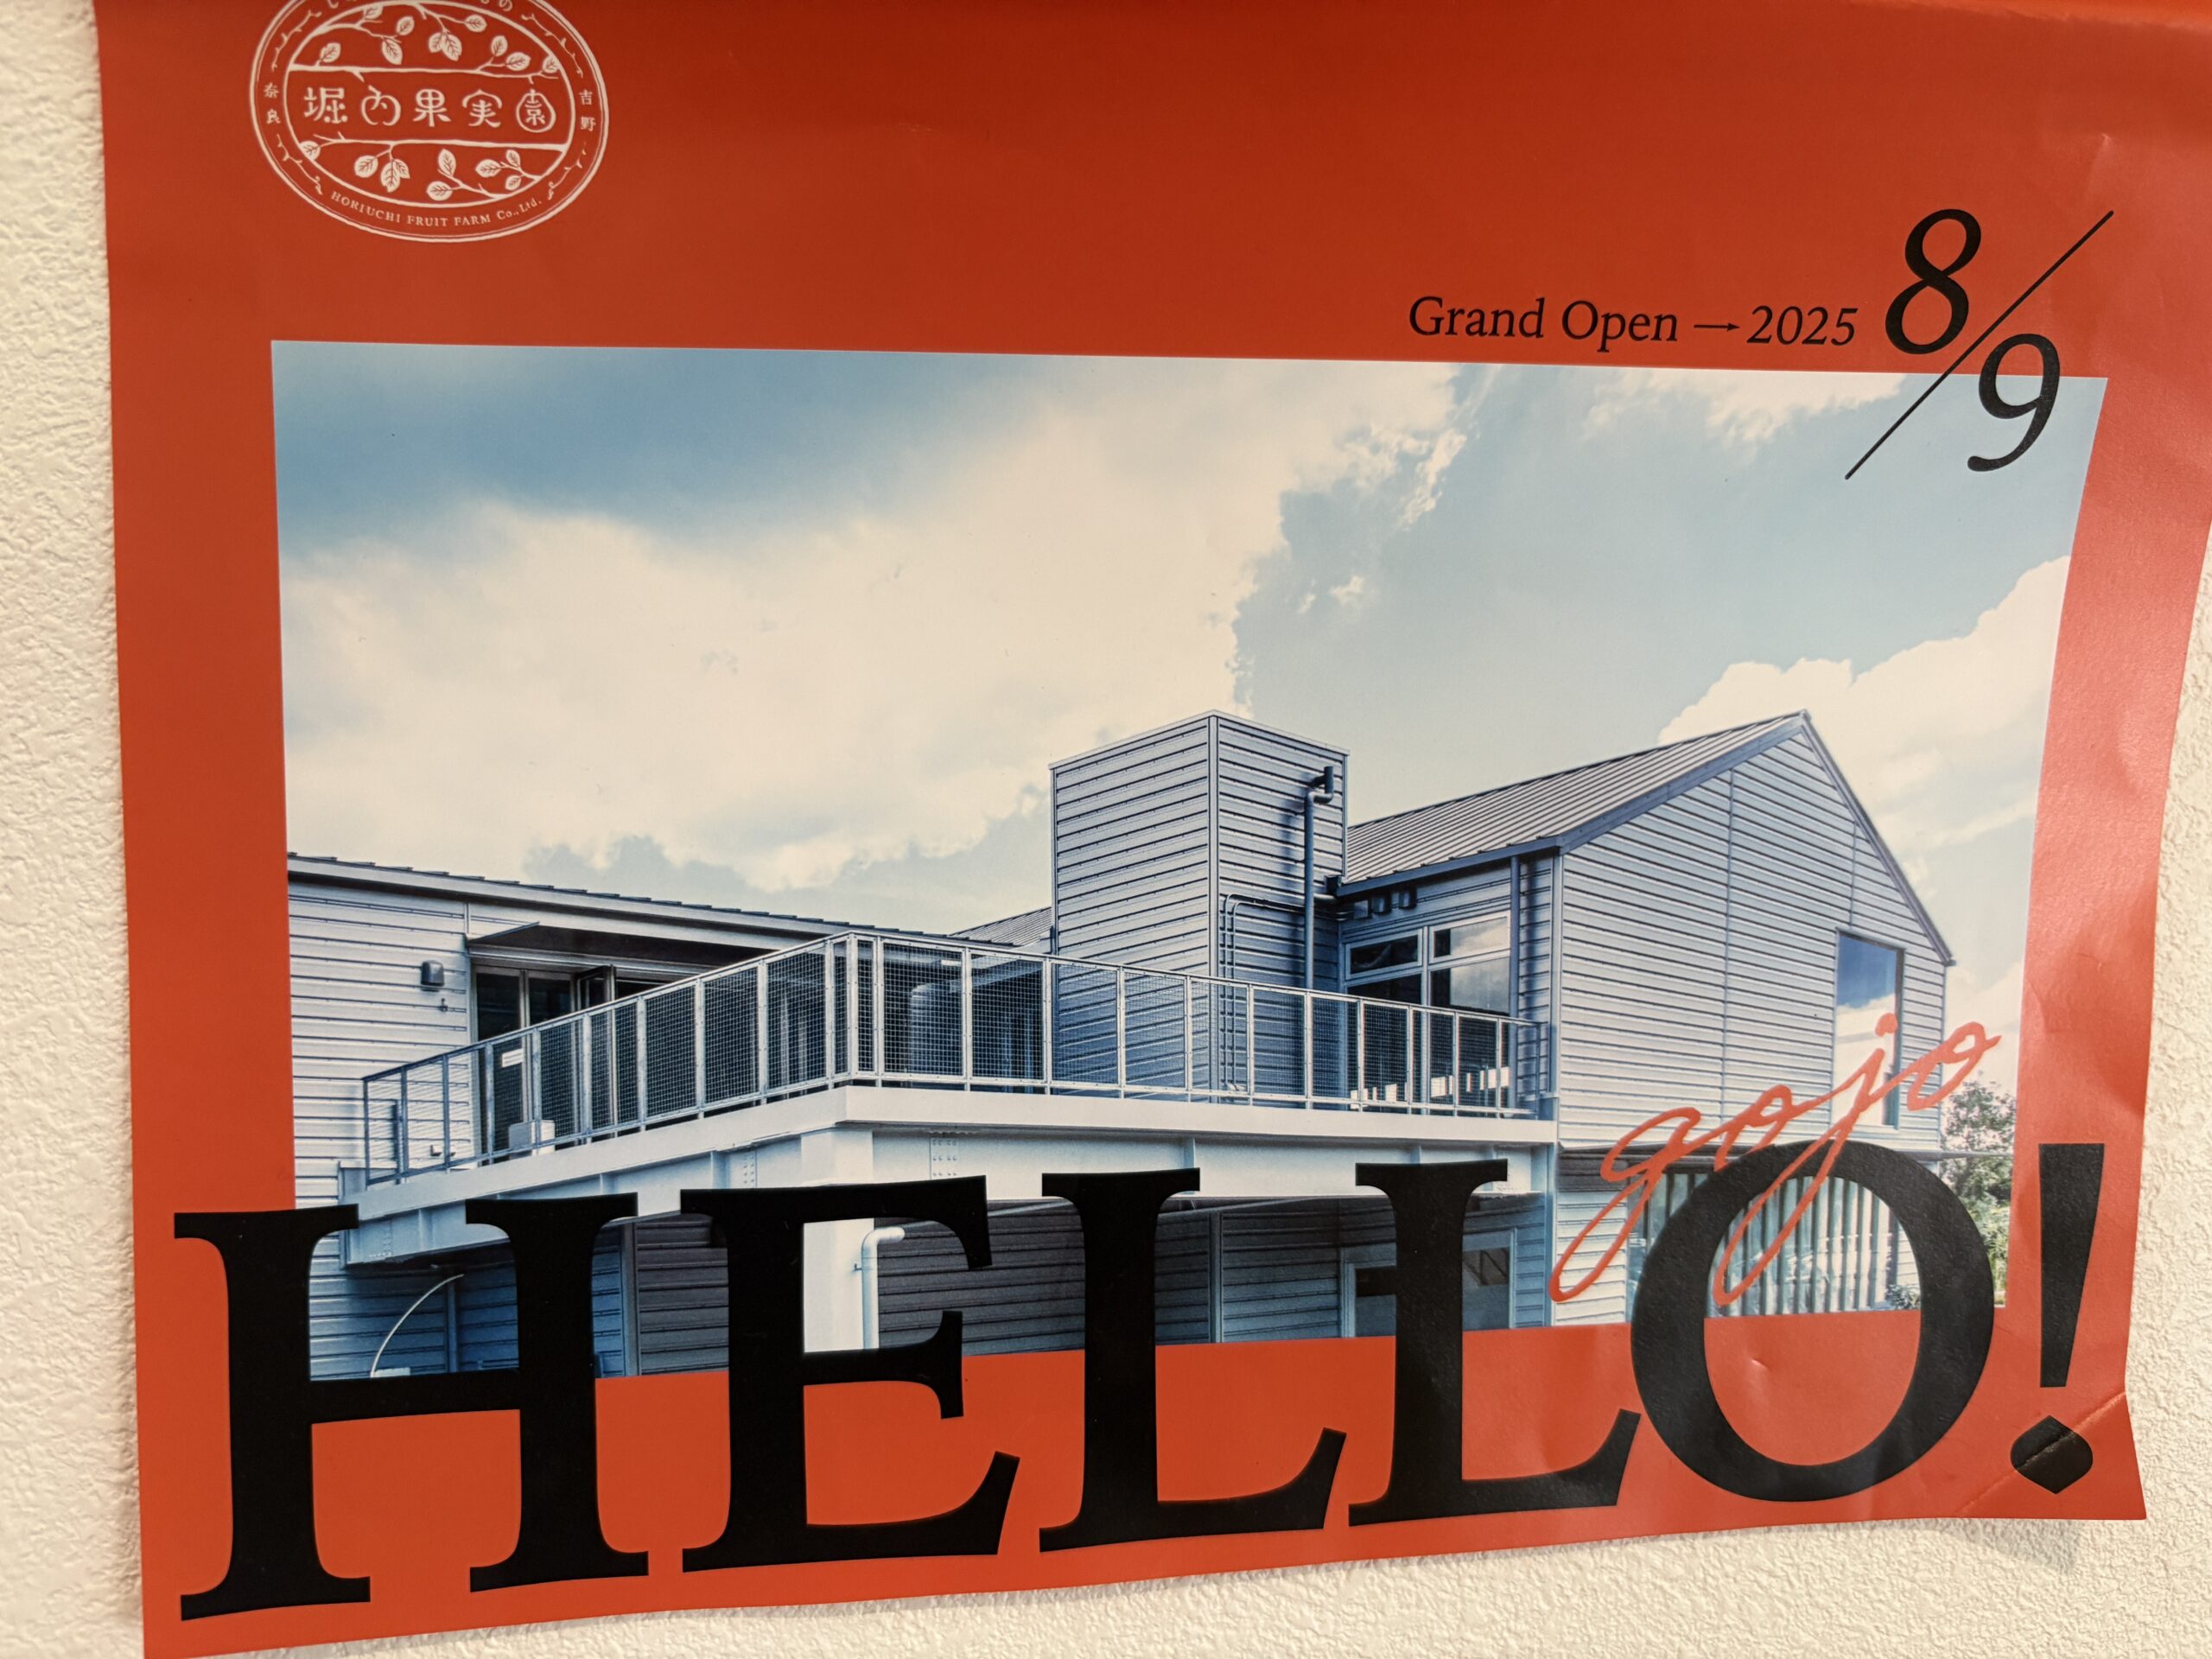 奈良
堀内果実園
吉野
HORIUCHI FRUIT FARM Co.,Ltd.
Grand Open → 2025 8/9
gojo
HELLO!